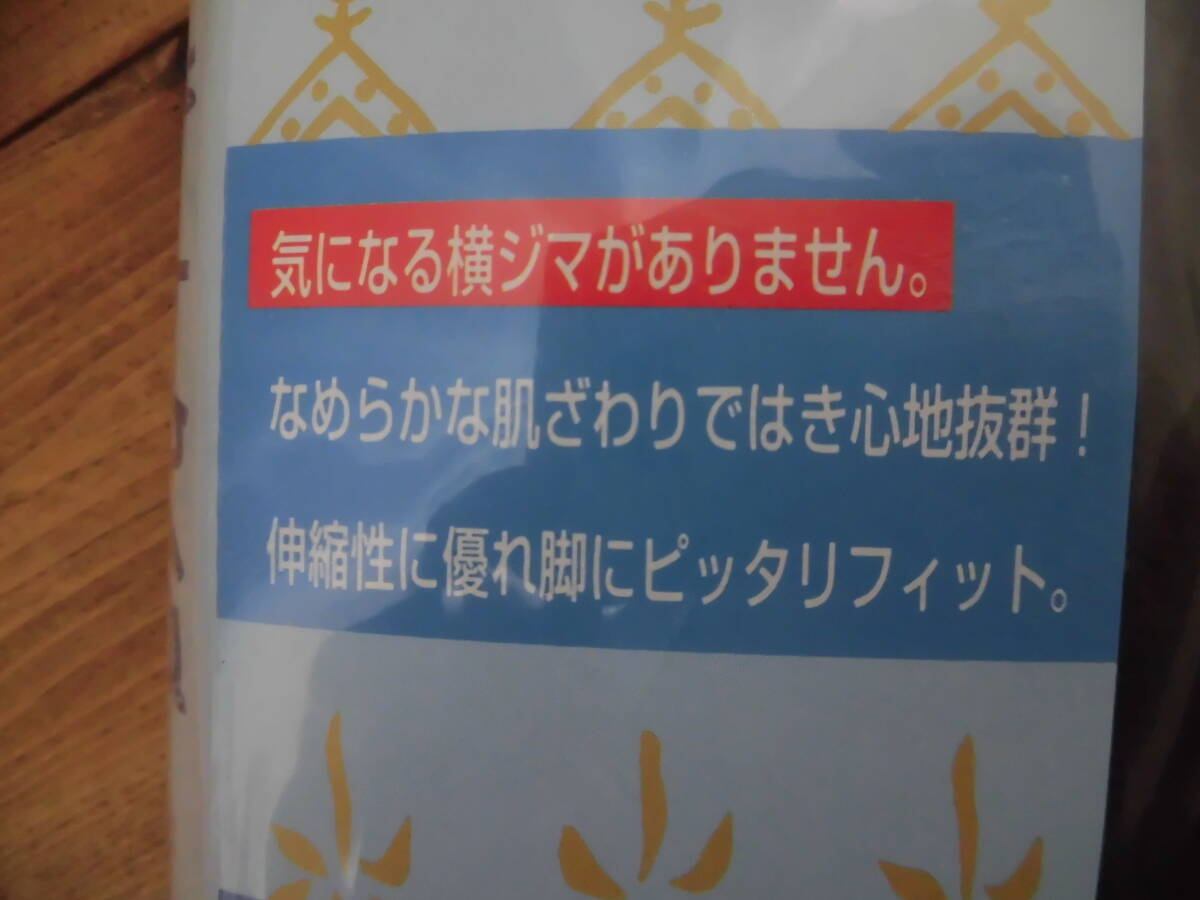 気になる横ジマがありません。
なめらかな肌ざわりではき心地抜群！
伸縮性に優れ脚にピッタリフィット。